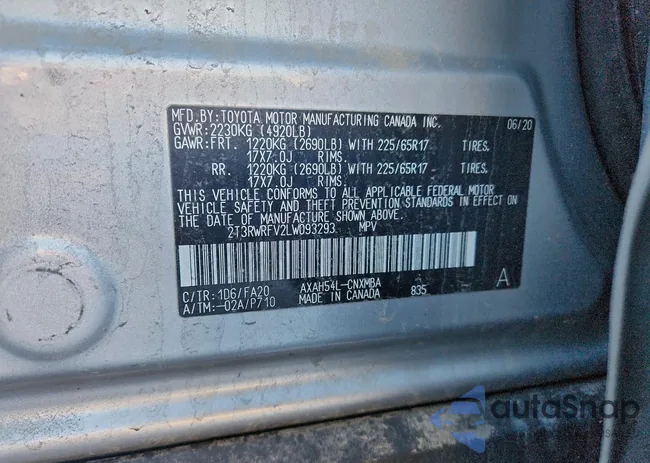 MFD.BY:TOYOTA MOTOR MANUFACTURING CANADA INC. 06/20
GVWR:2230KG (4920LB)
GAWR:FRT. 1220KG (2690LB) WITH 225/65R17 TIRES.
17X7.0J RIMS.
RR. 1220KG (2690LB) WITH 225/65R17 TIRES.
17X7.0J RIMS.
THIS VEHICLE CONFORMS TO ALL APPLICABLE FEDERAL MOTOR
VEHICLE SAFETY AND THEFT PREVENTION STANDARDS IN EFFECT
ON THE DATE OF MANUFACTURE SHOWN ABOVE.
2T3RWRFV2LW093293 MPV
C/TR:1D6/FA20 AXAH54L-CNXMBA A
A/TM:-02A/P710 MADE IN CANADA 835
autoSnap